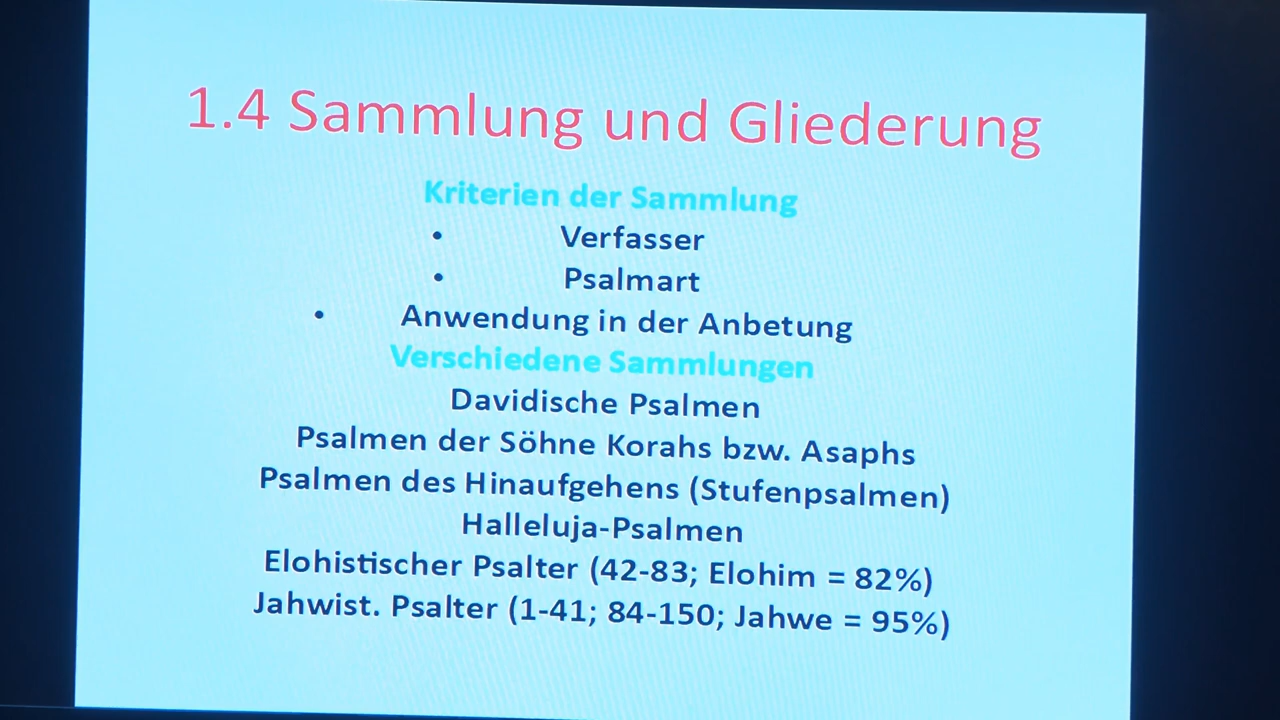 1.4 Sammlung und Gliederung
Kriterien der Sammlung
• Verfasser
• Psalmart
• Anwendung in der Anbetung
Verschiedene Sammlungen
Davidische Psalmen
Psalmen der Söhne Korahs bzw. Asaphs
Psalmen des Hinaufgehens (Stufenpsalmen)
Halleluja-Psalmen
Elohistischer Psalter (42-83; Elohim = 82%)
Jahwist. Psalter (1-41; 84-150; Jahwe = 95%)